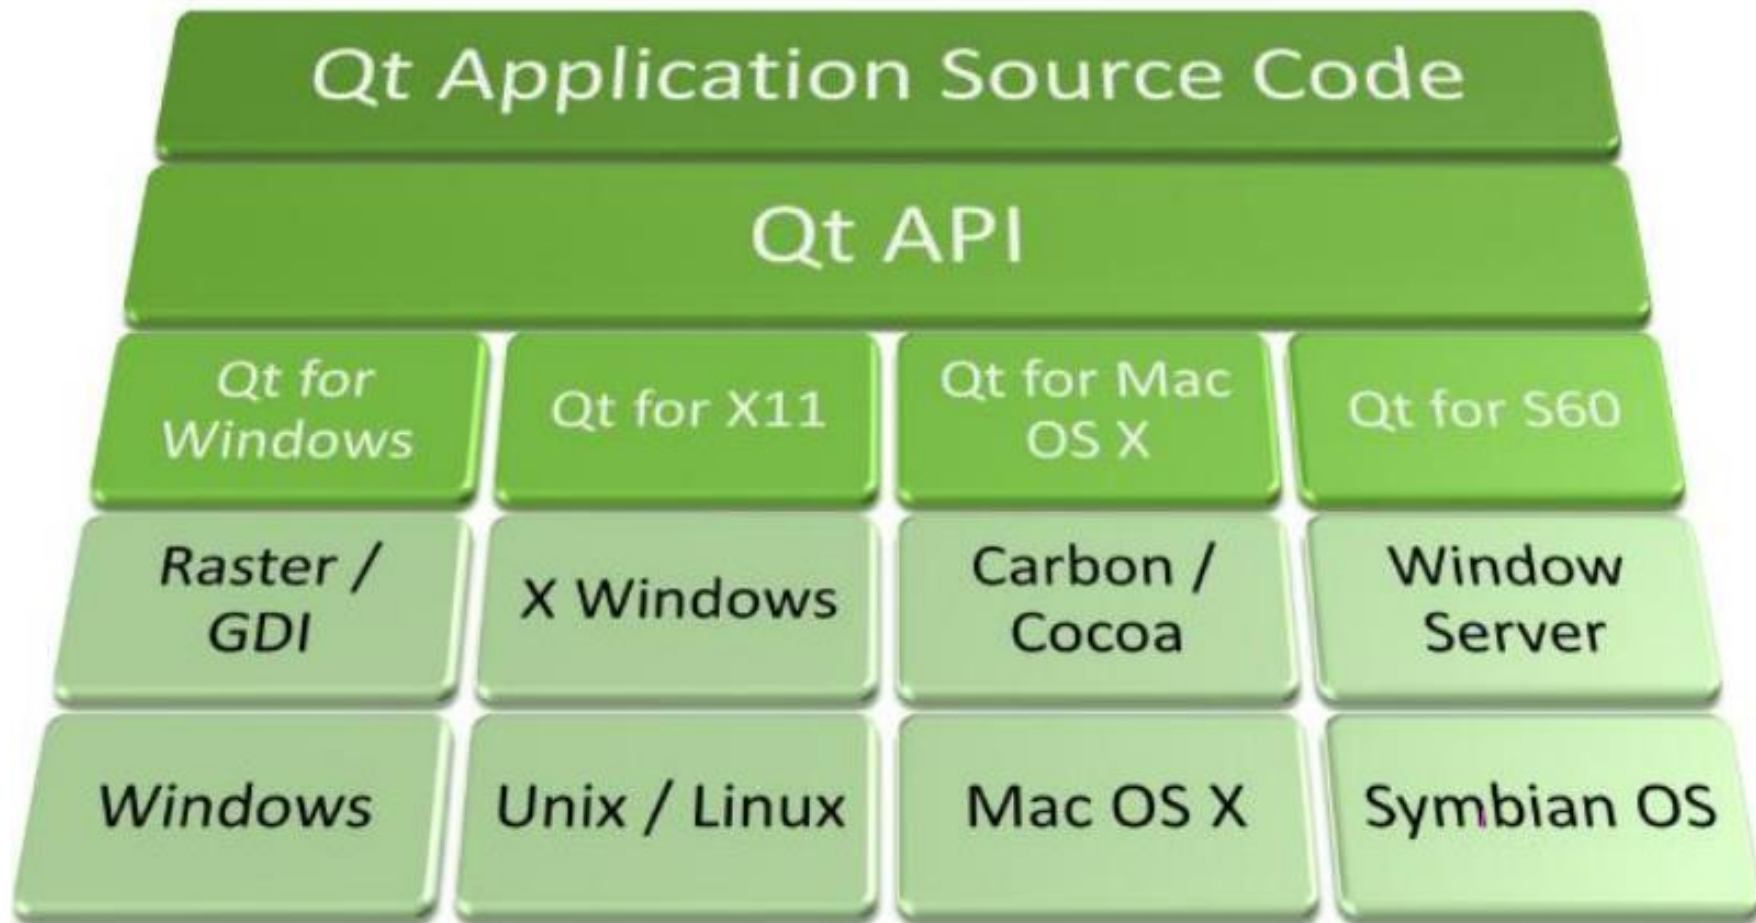 Qt Application Source Code
Qt API
Qt for
Windows
Qt for X11
Qt for Mac
OS X
Qt for S60
Raster /
GDI
X Windows
Carbon /
Cocoa
Window
Server
Windows
Unix / Linux
Mac OS X
Symbian OS